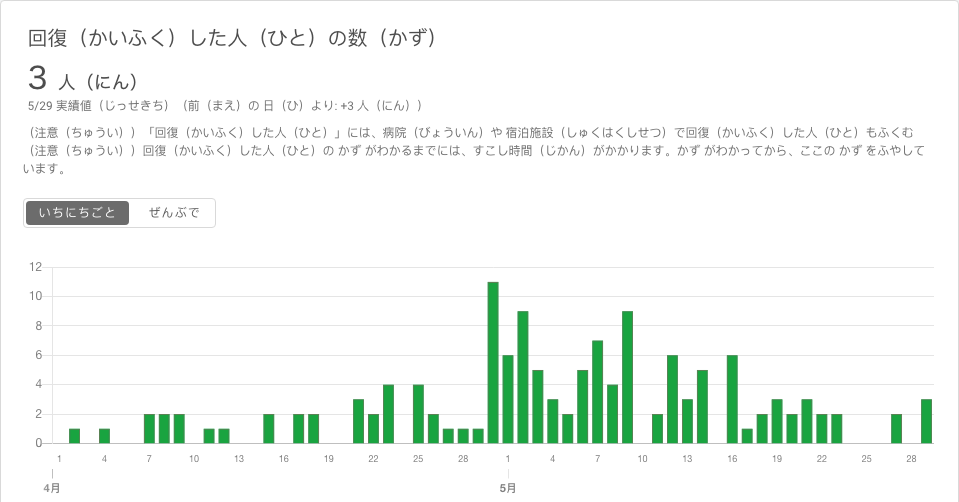 回復（かいふく）した人（ひと）の数（かず）
3 人（にん）
5/29 実績値（じっせきち）（前（まえ）の 日（ひ）より: +3 人（にん））
（注意（ちゅうい））「回復（かいふく）した人（ひと）」には、病院（びょういん）や 宿泊施設（しゅくはくしせつ）で回復（かいふく）した人（ひと）もふくむ
（注意（ちゅうい））回復（かいふく）した人（ひと）の かず がわかるまでには、すこし時間（じかん）がかかります。かず がわかってから、ここの かず をふやして
います。
いちにちごと ぜんぶで
12
10
8
6
4
2
0
1 4 7 10 13 16 19 22 25 28 1 4 7 10 13 16 19 22 25 28
4月 5月